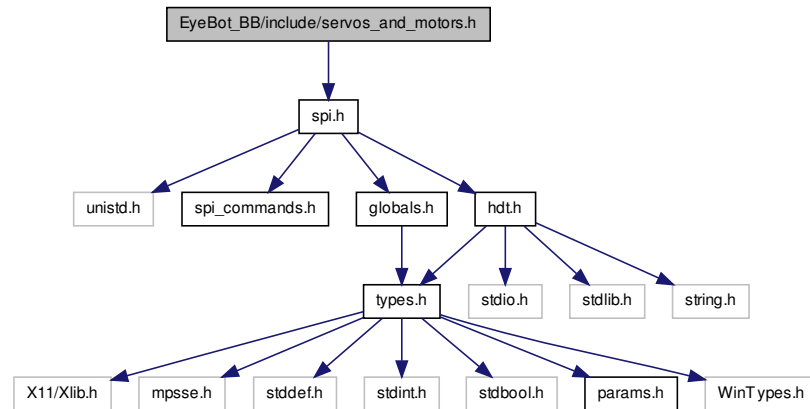 EyeBot_BB/include/servos_and_motors.h
spi.h
unistd.h
spi_commands.h
globals.h
hdt.h
types.h
stdio.h
stdlib.h
string.h
X11/Xlib.h
mpsse.h
stddef.h
stdint.h
stdbool.h
params.h
WinTypes.h